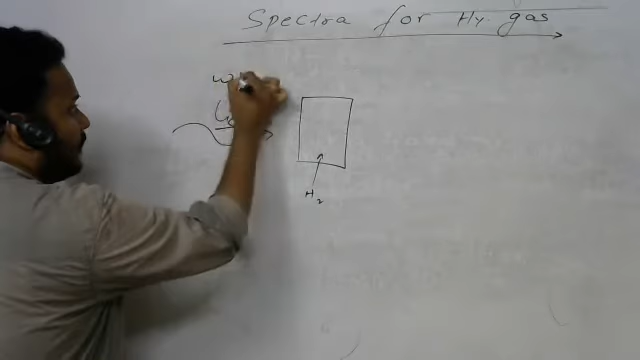 Spectra for Hy. gas
H₂